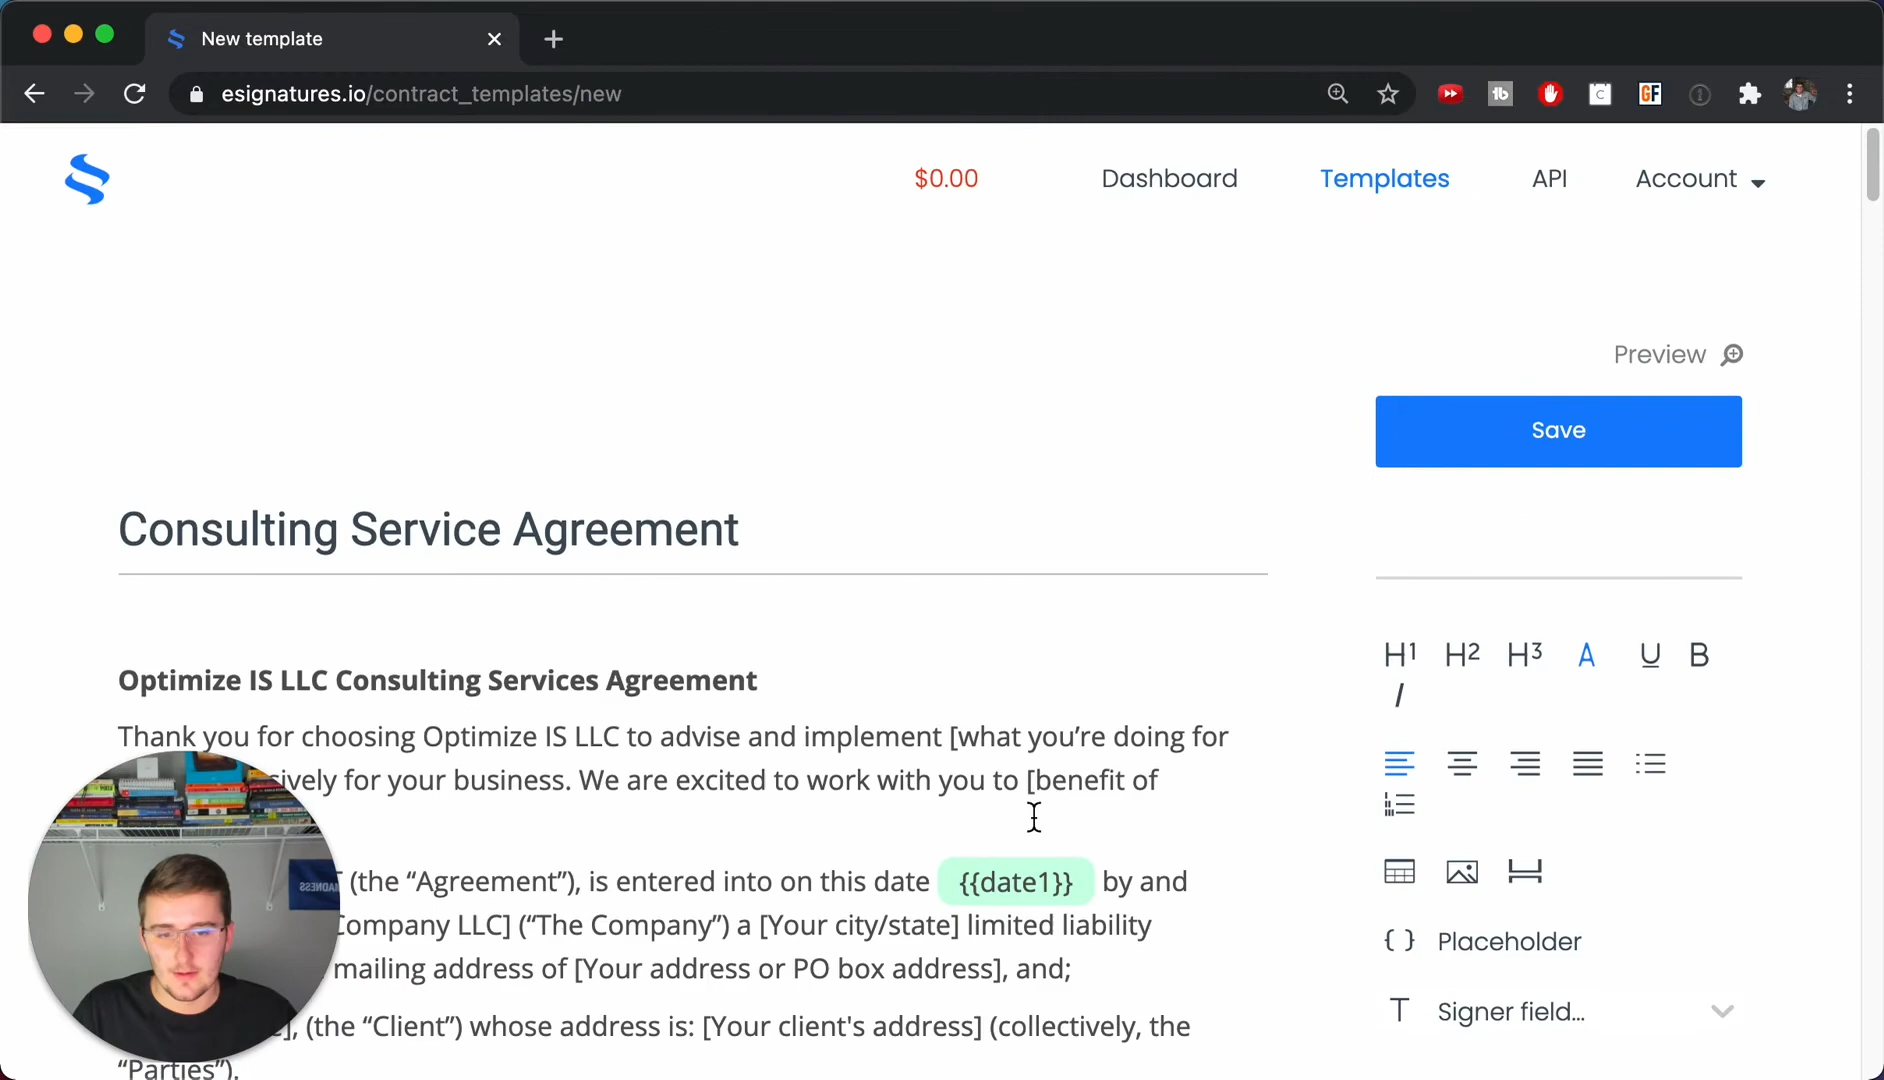 New template
esignatures.io/contract_templates/new
$0.00 Dashboard Templates API Account
Preview
Save
Consulting Service Agreement
H1 H2 H3 A U B
I
Optimize IS LLC Consulting Services Agreement
Thank you for choosing Optimize IS LLC to advise and implement [what you’re doing for
sively for your business. We are excited to work with you to [benefit of
(the “Agreement”), is entered into on this date {{date1}} by and
Company LLC] (“The Company”) a [Your city/state] limited liability
mailing address of [Your address or PO box address], and;
], (the “Client”) whose address is: [Your client's address] (collectively, the
“Parties”).
{ } Placeholder
T Signer field...